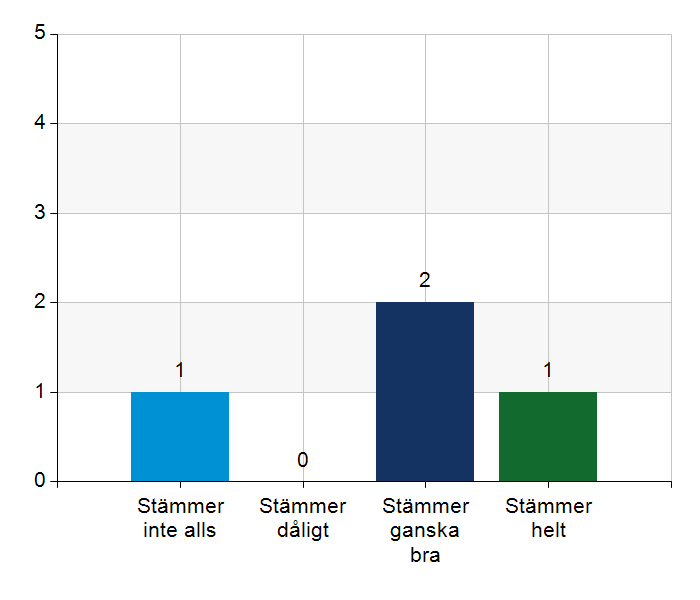 5
4
3
2
1
0
1
0
2
1
Stämmer
inte alls
Stämmer
dåligt
Stämmer
ganska
bra
Stämmer
helt